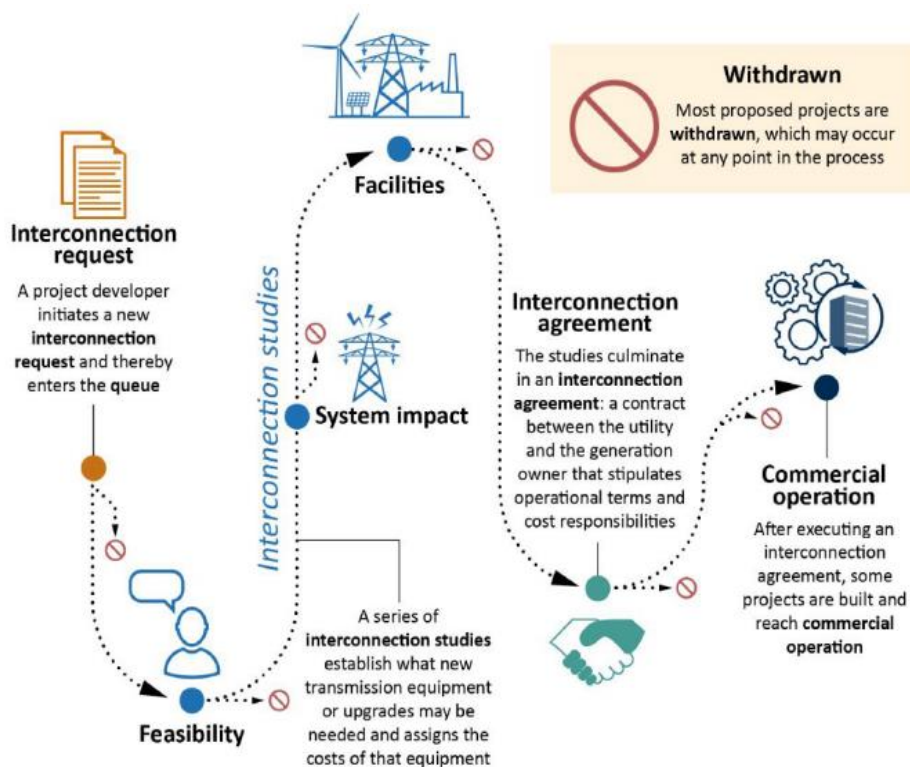 Withdrawn
Most proposed projects are
withdrawn, which may occur
at any point in the process
Facilities
Interconnection
request
A project developer
initiates a new
interconnection
request and thereby
enters the queue
Interconnection studies
System impact
Feasibility
A series of
interconnection studies
establish what new
transmission equipment
or upgrades may be
needed and assigns the
costs of that equipment
Interconnection
agreement
The studies culminate
in an interconnection
agreement: a contract
between the utility
and the generation
owner that stipulates
operational terms and
cost responsibilities
Commercial
operation
After executing an
interconnection
agreement, some
projects are built and
reach commercial
operation